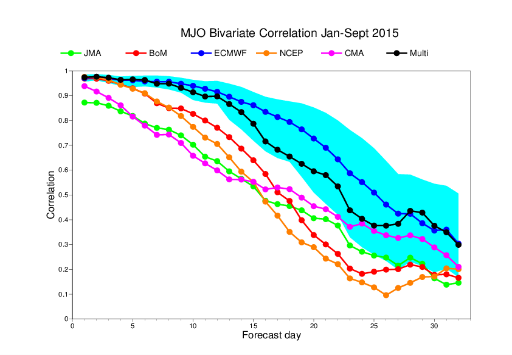 MJO Bivariate Correlation Jan-Sept 2015
JMA BoM ECMWF NCEP CMA Multi
1
0.9
0.8
0.7
0.6
0.5
0.4
0.3
0.2
0.1
0
Correlation
0 5 10 15 20 25 30
Forecast day